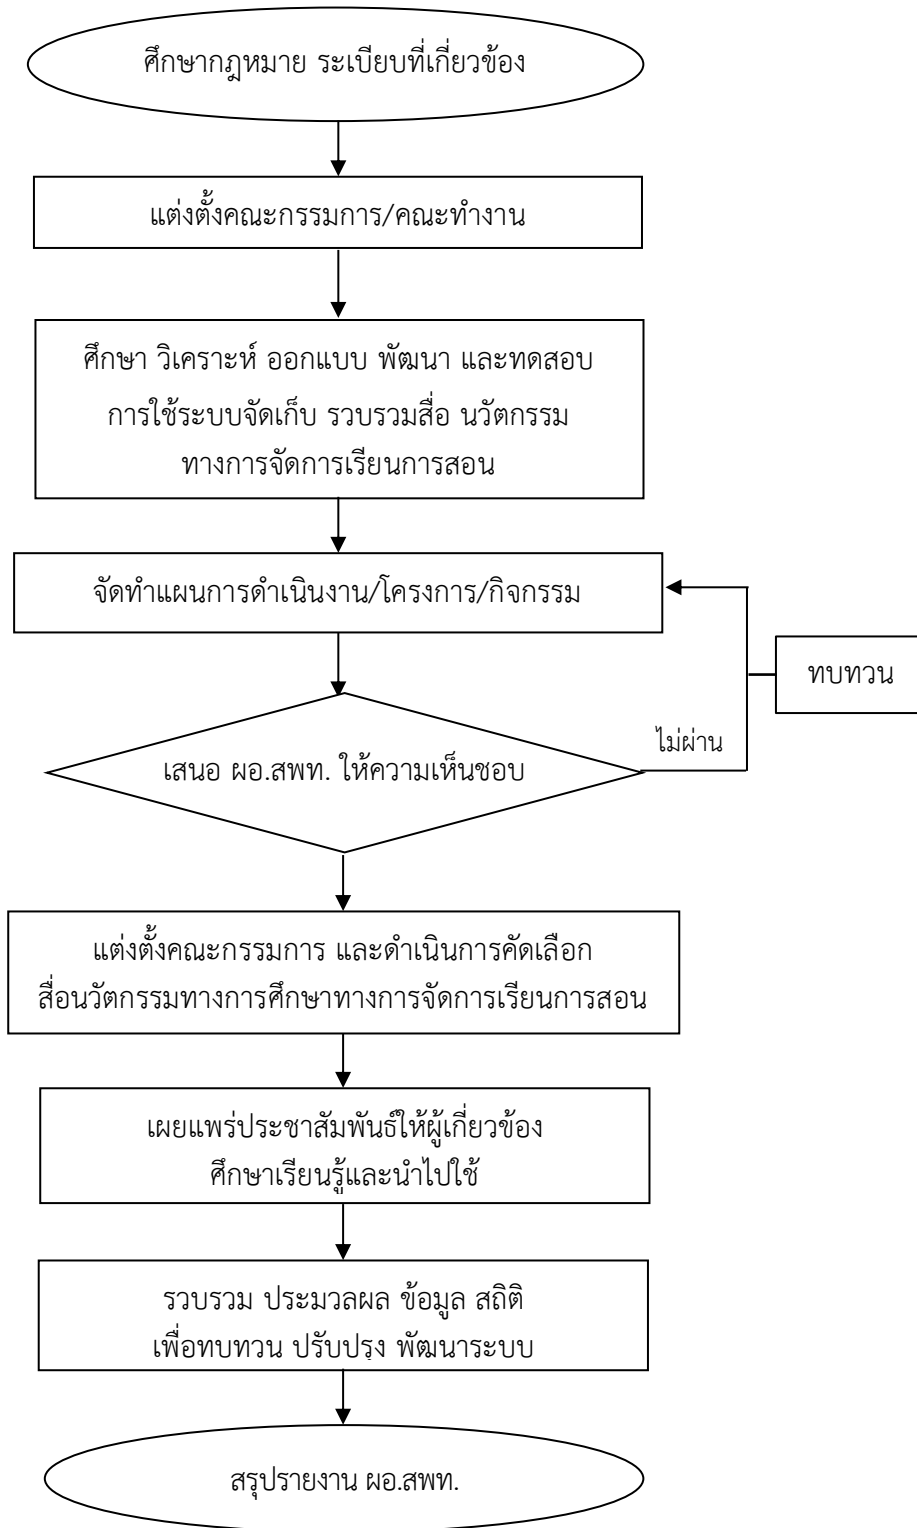 ศึกษากฎหมาย ระเบียบที่เกี่ยวข้อง
แต่งตั้งคณะกรรมการ/คณะทำงาน
ศึกษา วิเคราะห์ ออกแบบ พัฒนา และทดสอบ
การใช้ระบบจัดเก็บ รวบรวมสื่อ นวัตกรรม
ทางการจัดการเรียนการสอน
จัดทำแผนการดำเนินงาน/โครงการ/กิจกรรม
ทบทวน
ไม่ผ่าน
เสนอ ผอ.สพท. ให้ความเห็นชอบ
แต่งตั้งคณะกรรมการ และดำเนินการคัดเลือก
สื่อนวัตกรรมทางการศึกษาทางการจัดการเรียนการสอน
เผยแพร่ประชาสัมพันธ์ให้ผู้เกี่ยวข้อง
ศึกษาเรียนรู้และนำไปใช้
รวบรวม ประมวลผล ข้อมูล สถิติ
เพื่อทบทวน ปรับปรุง พัฒนาระบบ
สรุปรายงาน ผอ.สพท.